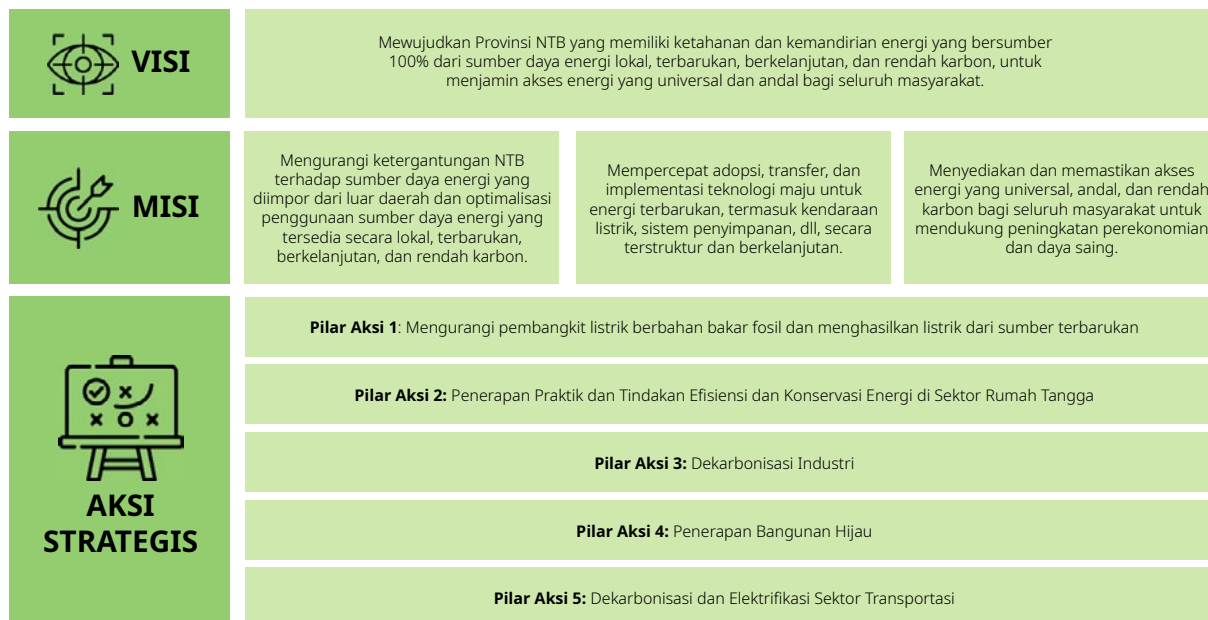 VISI
Mewujudkan Provinsi NTB yang memiliki ketahanan dan kemandirian energi yang bersumber
100% dari sumber daya energi lokal, terbarukan, berkelanjutan, dan rendah karbon, untuk
menjamin akses energi yang universal dan andal bagi seluruh masyarakat.
MISI
Mengurangi ketergantungan NTB
terhadap sumber daya energi yang
diimpor dari luar daerah dan optimalisasi
penggunaan sumber daya energi yang
tersedia secara lokal, terbarukan,
berkelanjutan, dan rendah karbon.
Mempercepat adopsi, transfer, dan
implementasi teknologi maju untuk
energi terbarukan, termasuk kendaraan
listrik, sistem penyimpanan, dll, secara
terstruktur dan berkelanjutan.
Menyediakan dan memastikan akses
energi yang universal, andal, dan rendah
karbon bagi seluruh masyarakat untuk
mendukung peningkatan perekonomian
dan daya saing.
AKSI
STRATEGIS
Pilar Aksi 1: Mengurangi pembangkit listrik berbahan bakar fosil dan menghasilkan listrik dari sumber terbarukan
Pilar Aksi 2: Penerapan Praktik dan Tindakan Efisiensi dan Konservasi Energi di Sektor Rumah Tangga
Pilar Aksi 3: Dekarbonisasi Industri
Pilar Aksi 4: Penerapan Bangunan Hijau
Pilar Aksi 5: Dekarbonisasi dan Elektrifikasi Sektor Transportasi